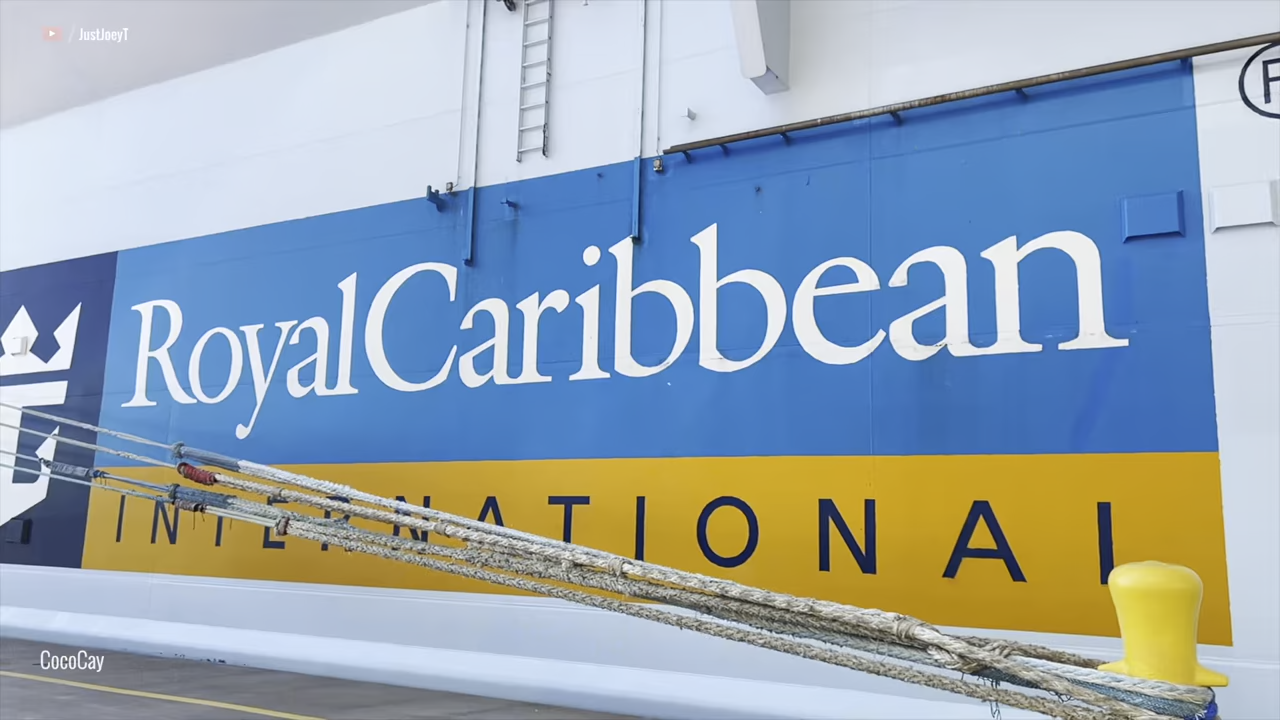 / JustJoeyT
®
RoyalCaribbean
INTERNATIONAL
CocoCay